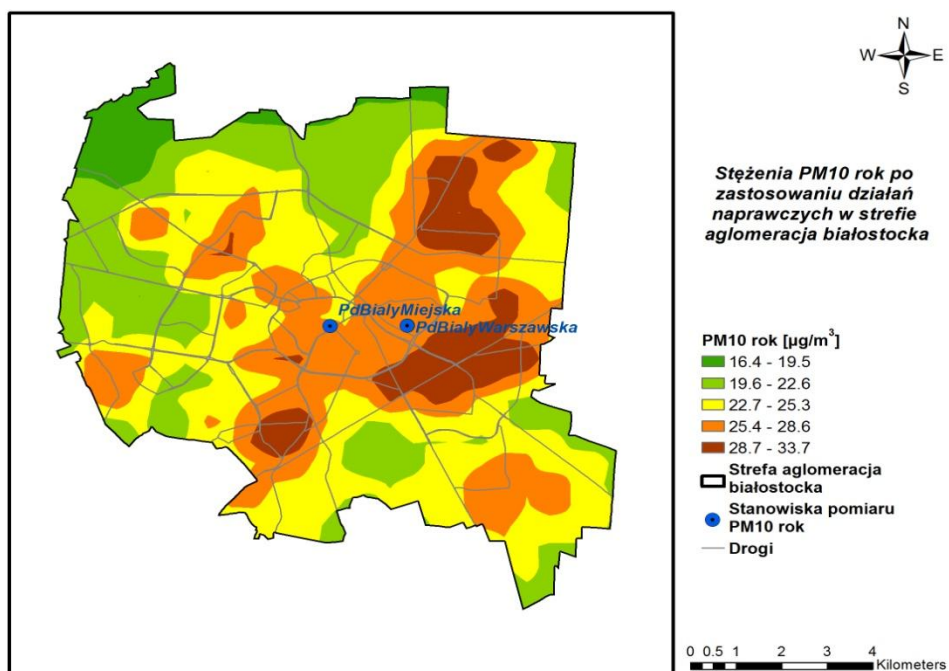 N
W E
S
Stężenia PM10 rok po
zastosowaniu działań
naprawczych w strefie
aglomeracja białostocka
PdBialyMiejska
PdBialyWarszawska
PM10 rok [µg/m³]
16.4 - 19.5
19.6 - 22.6
22.7 - 25.3
25.4 - 28.6
28.7 - 33.7
Strefa aglomeracja
białostocka
Stanowiska pomiaru
PM10 rok
Drogi
0 0.5 1 2 3 4
Kilometers